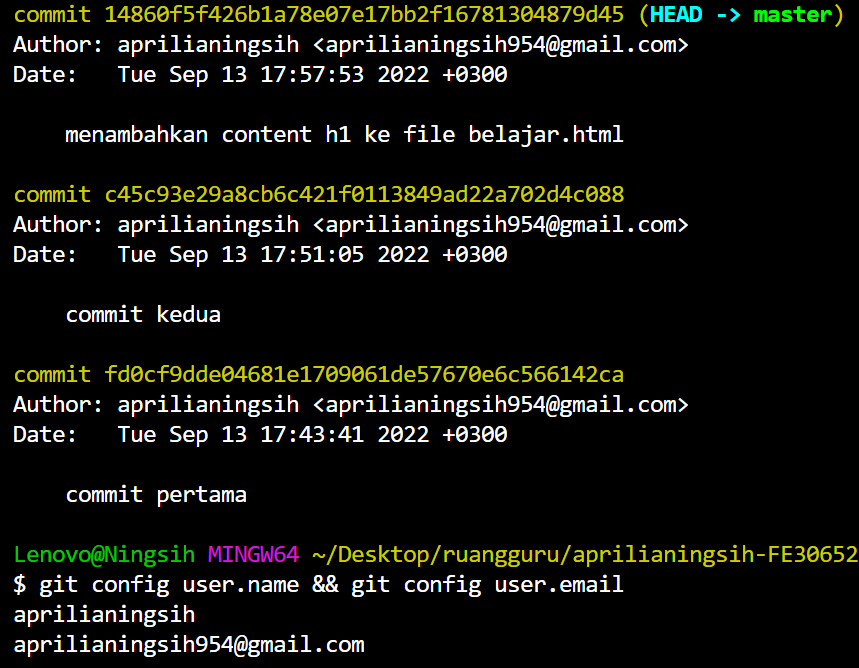 commit 14860f5f426b1a78e07e17bb2f16781304879d45 (HEAD -> master)
Author: aprilianingsih <aprilianingsih954@gmail.com>
Date:   Tue Sep 13 17:57:53 2022 +0300
menambahkan content h1 ke file belajar.html
commit c45c93e29a8cb6c421f0113849ad22a702d4c088
Author: aprilianingsih <aprilianingsih954@gmail.com>
Date:   Tue Sep 13 17:51:05 2022 +0300
commit kedua
commit fd0cf9dde04681e1709061de57670e6c566142ca
Author: aprilianingsih <aprilianingsih954@gmail.com>
Date:   Tue Sep 13 17:43:41 2022 +0300
commit pertama
Lenovo@Ningsih MINGW64 ~/Desktop/ruangguru/aprilianingsih-FE30652
$ git config user.name && git config user.email
aprilianingsih
aprilianingsih954@gmail.com